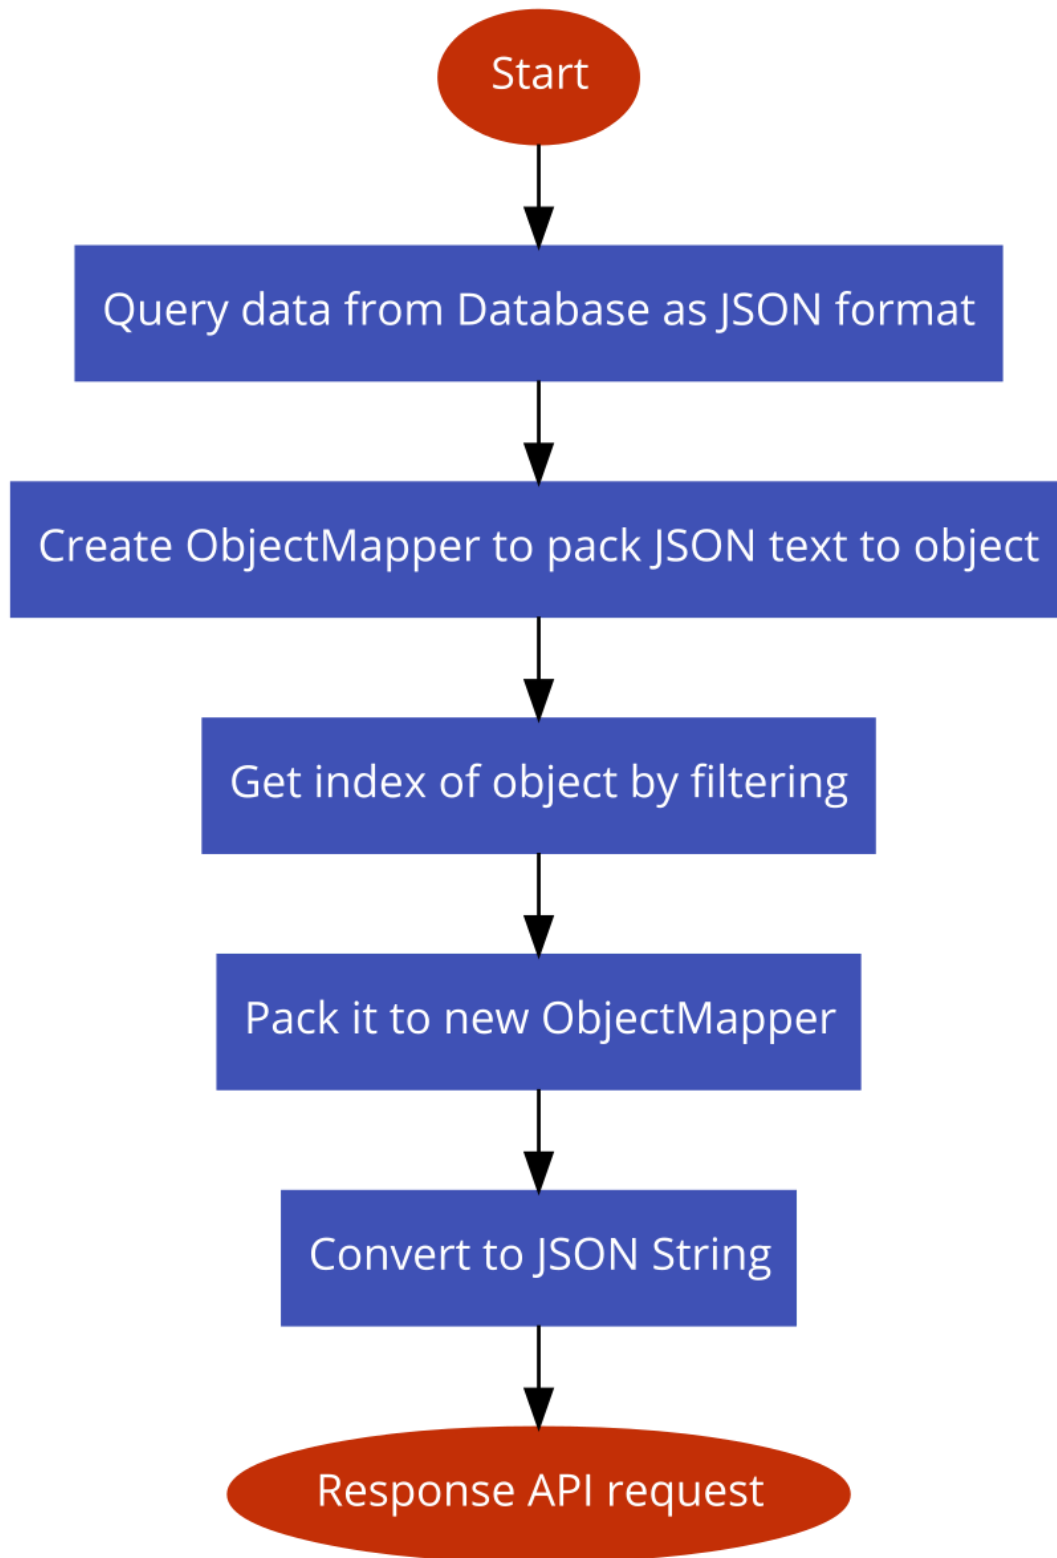 Start
Query data from Database as JSON format
Create ObjectMapper to pack JSON text to object
Get index of object by filtering
Pack it to new ObjectMapper
Convert to JSON String
Response API request